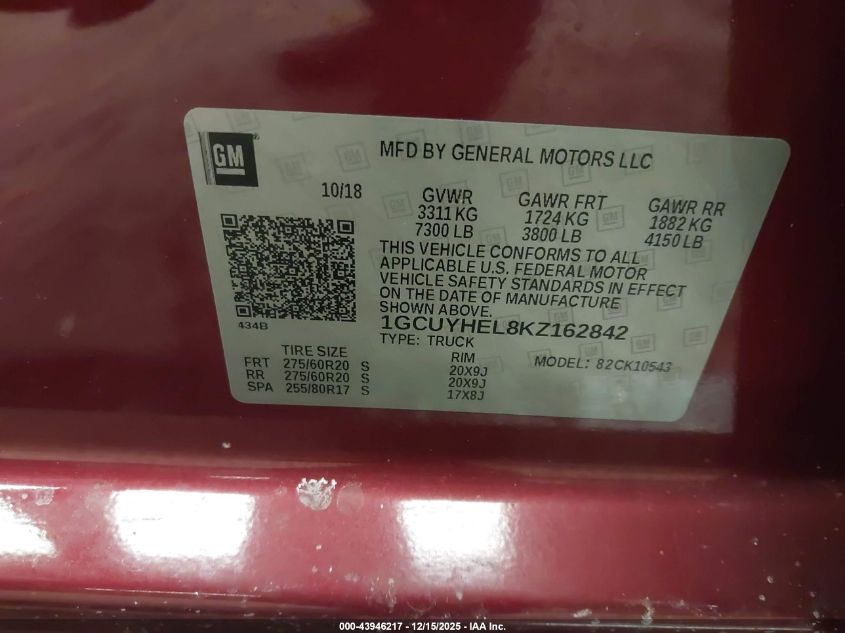 GM
MFD BY GENERAL MOTORS LLC
10/18
GVWR
3311 KG
7300 LB
GAWR FRT
1724 KG
3800 LB
GAWR RR
1882 KG
4150 LB
THIS VEHICLE CONFORMS TO ALL
APPLICABLE U.S. FEDERAL MOTOR
VEHICLE SAFETY STANDARDS IN EFFECT
ON THE DATE OF MANUFACTURE
SHOWN ABOVE.
434B
1GCUYHEL8KZ162842
TYPE: TRUCK
MODEL: 82CK10543
TIRE SIZE RIM
FRT 275/60R20 S 20X9J
RR 275/60R20 S 20X9J
SPA 255/80R17 S 17X8J
000-43946217 - 12/15/2025 - IAA Inc.